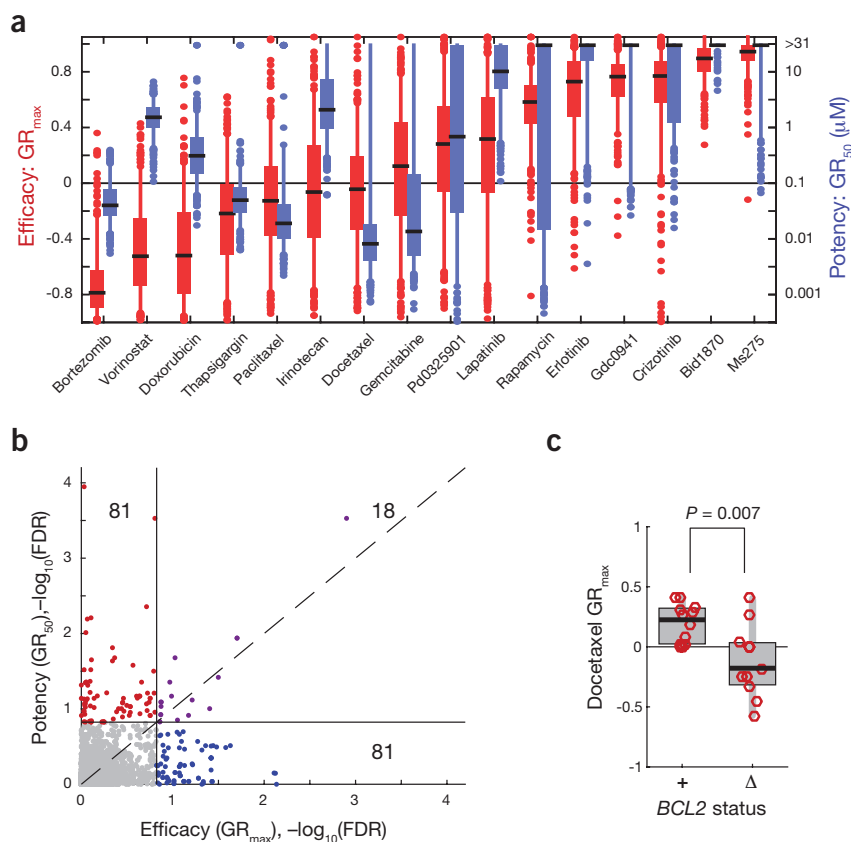 a
Efficacy: GRmax
0.8
0.4
0
–0.4
–0.8
>31
10
1
0.1
0.01
0.001
Potency: GR50 (μM)
Bortezomib
Vorinostat
Doxorubicin
Thapsigargin
Paclitaxel
Irinotecan
Docetaxel
Gemcitabine
Pd0325901
Lapatinib
Rapamycin
Erlotinib
Gdc0941
Crizotinib
Bid1870
Ms275
b
Potency (GR50),–log10(FDR)
4
3
2
1
0
81
18
81
0 1 2 3 4
Efficacy (GRmax), –log10(FDR)
c
P = 0.007
Docetaxel GRmax
1
0.5
0
-0.5
-1
+ Δ
BCL2 status